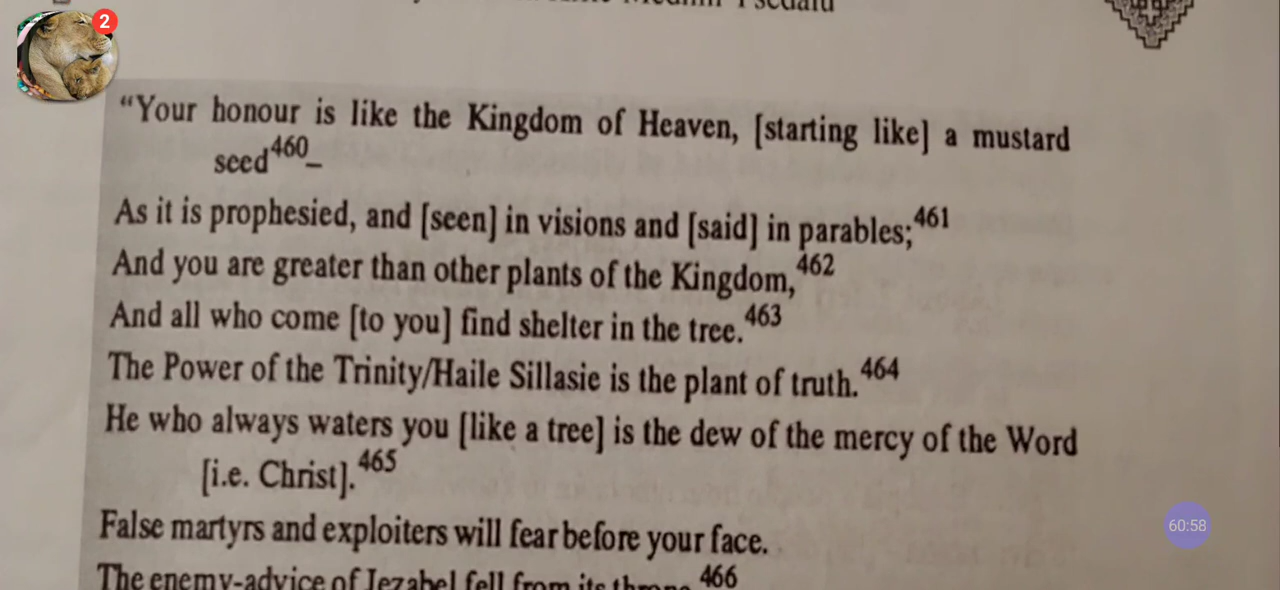 2
“Your honour is like the Kingdom of Heaven, [starting like] a mustard
seed460_
As it is prophesied, and [seen] in visions and [said] in parables;461
And you are greater than other plants of the Kingdom,462
And all who come [to you] find shelter in the tree.463
The Power of the Trinity/Haile Sillasie is the plant of truth.464
He who always waters you [like a tree] is the dew of the mercy of the Word
[i.e. Christ].465
False martyrs and exploiters will fear before your face.
60:58
The enemy-advice of Jezabel fell from its throne 466